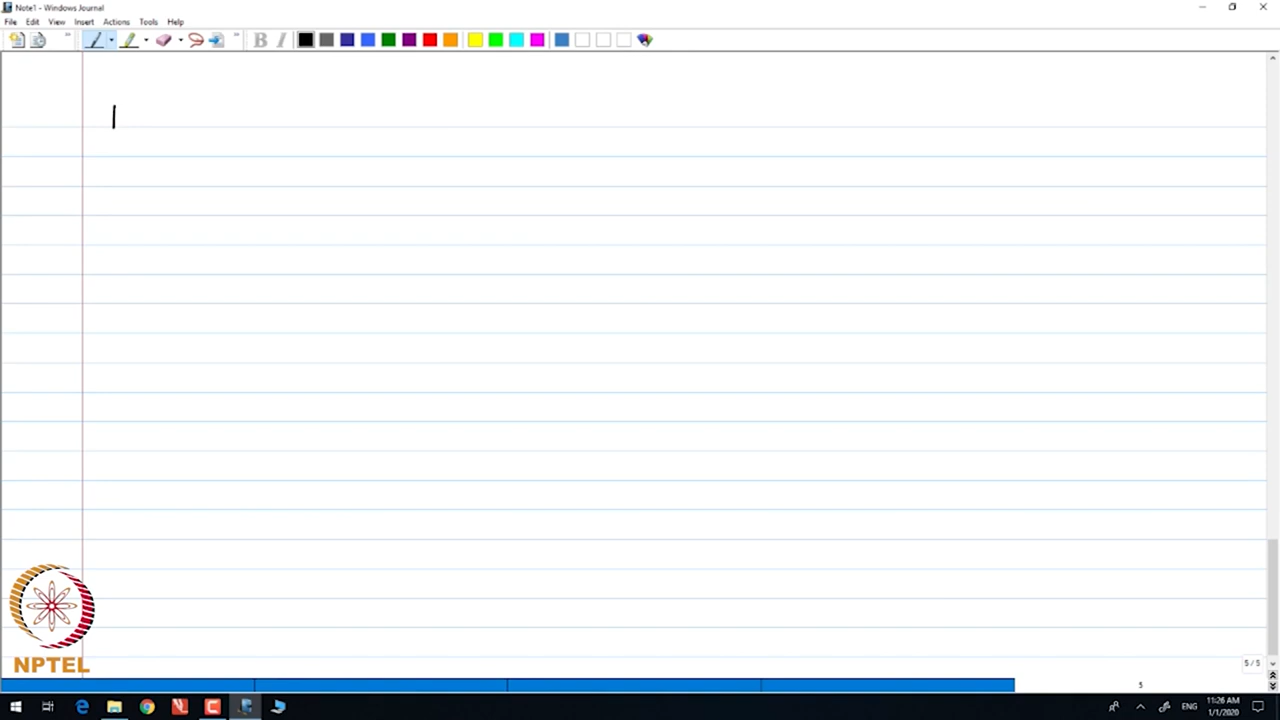 Note1 - Windows Journal
File Edit View Insert Actions Tools Help
B I
NPTEL
5 / 5
5
ENG
11:26 AM
1/1/2020